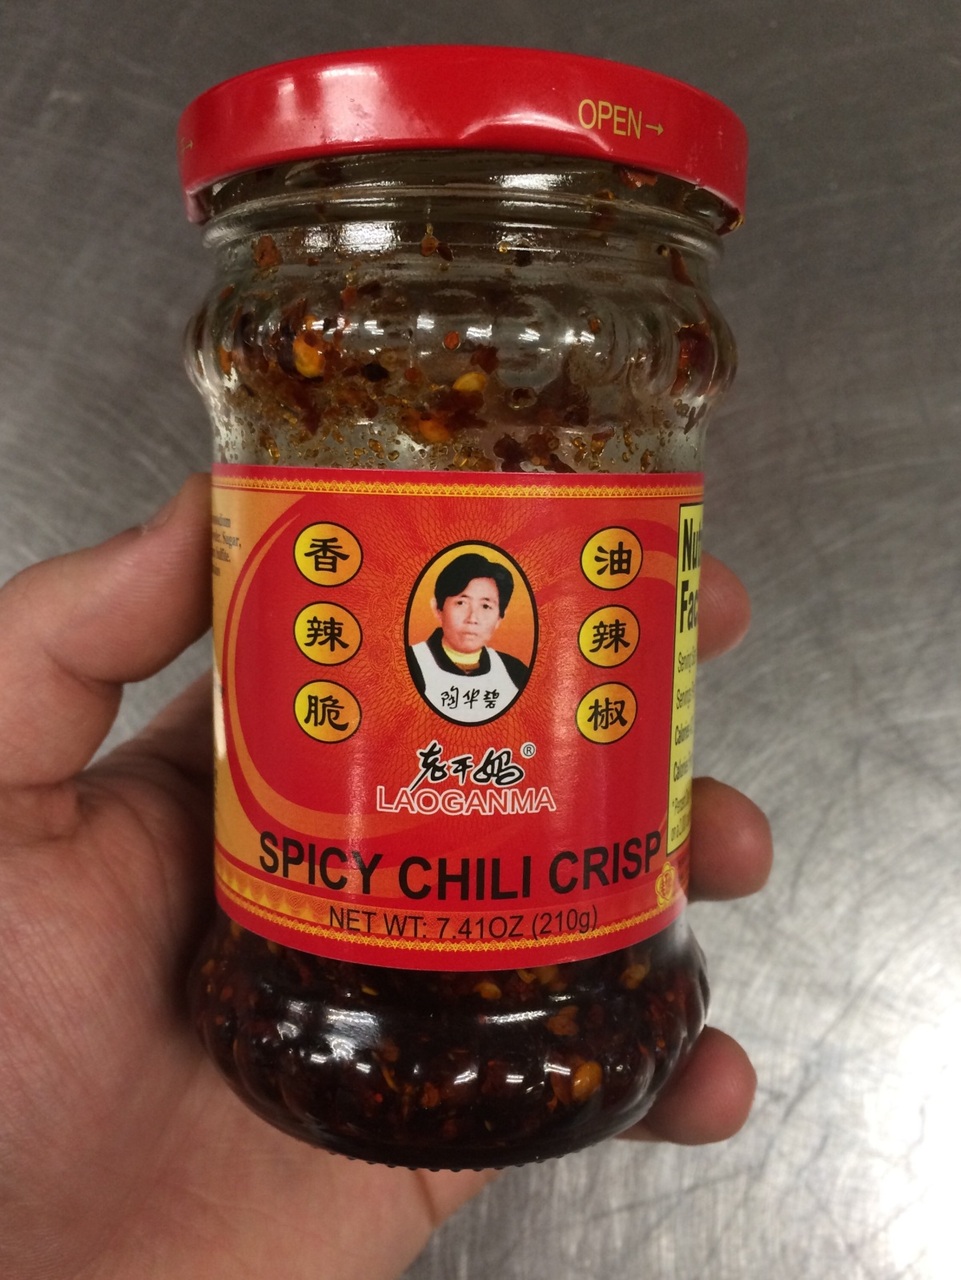 OPEN→
香辣脆
油辣椒
陶华碧
老干妈®
LAOGANMA
SPICY CHILI CRISP
NET WT: 7.41OZ (210g)
Sugar,